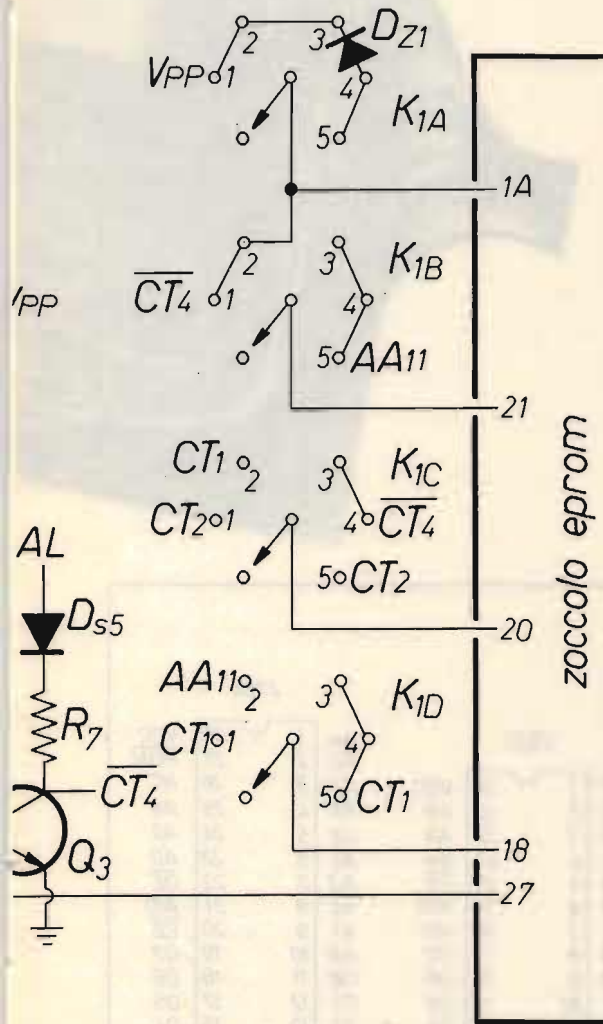 2 3 DZ1
VPP 1 4
K1A
5
1A
2 3 K1B
VPP CT4 1 4
5 AA11
21
CT1 2 3 K1C
CT2 1 4 CT4
AL
5 CT2
DS5
20
zoccolo eprom
AA11 2 3 K1D
R7 CT1 1 4
CT4 5 CT1
Q3
18
27